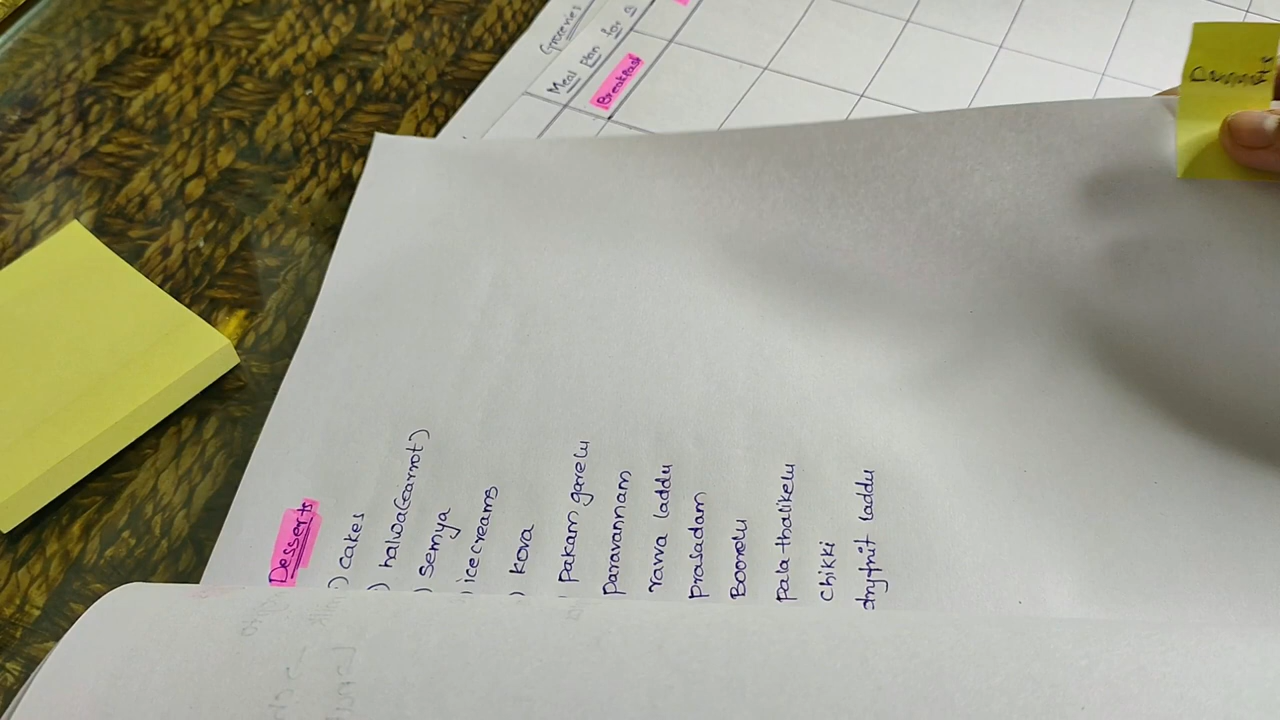 Groceries
Meal plan for a
Breakfast
Desserts
) cakes
) halwa(carrot)
) semya
) icecreams
) kova
pakam garelu
paravannam
ravva laddu
prasadam
Boorelu
pala thalikelu
chikki
dryfruit laddu